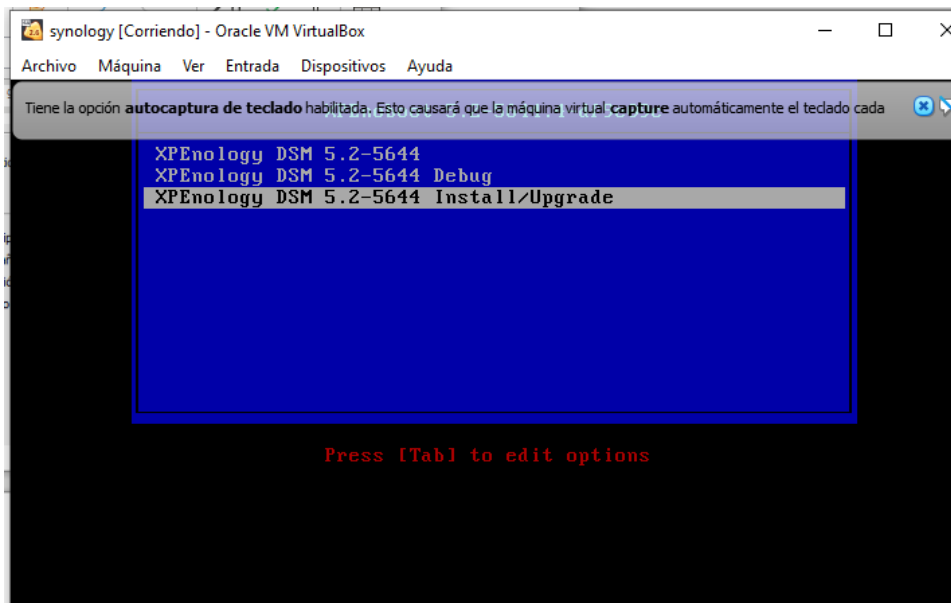 synology [Corriendo] - Oracle VM VirtualBox
Archivo Máquina Ver Entrada Dispositivos Ayuda
Tiene la opción autocaptura de teclado habilitada. Esto causará que la máquina virtual capture automáticamente el teclado cada
XPEnology DSM 5.2-5644
XPEnology DSM 5.2-5644 Debug
XPEnology DSM 5.2-5644 Install/Upgrade
Press [Tab] to edit options